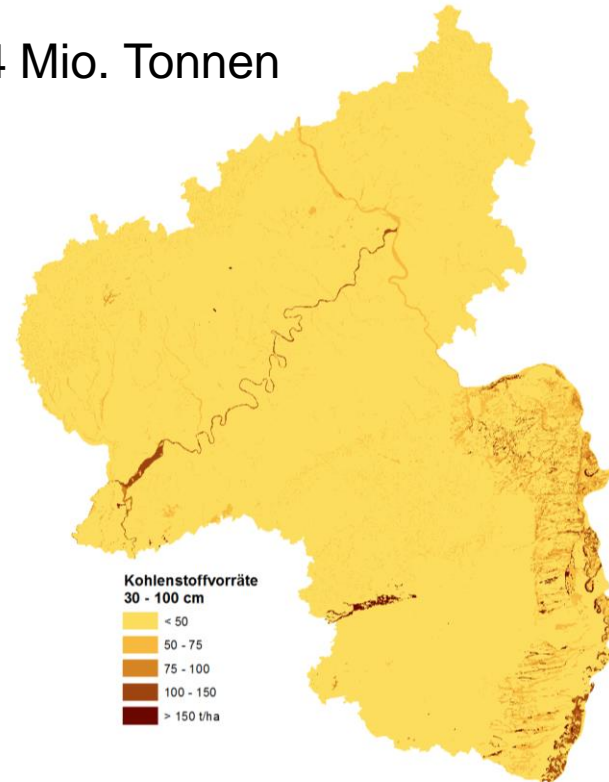 4 Mio. Tonnen
Kohlenstoffvorräte
30 - 100 cm
< 50
50 - 75
75 - 100
100 - 150
> 150 t/ha